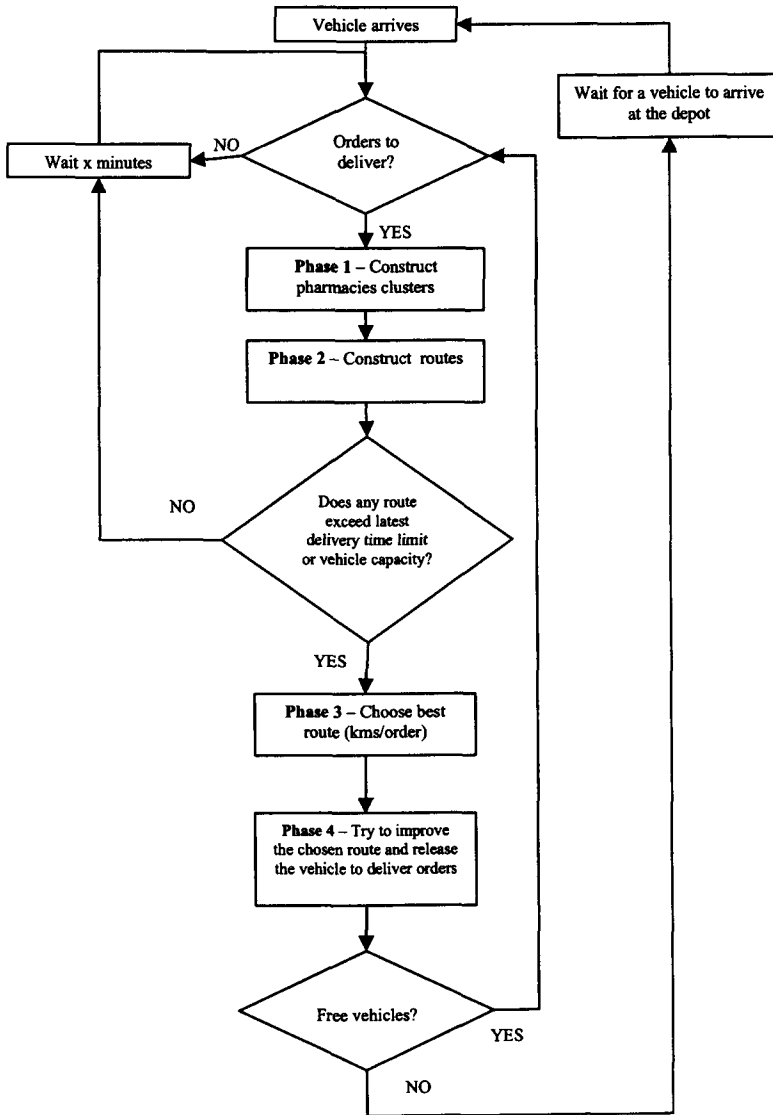 Vehicle arrives
Wait for a vehicle to arrive
at the depot
Orders to
deliver?
NO
Wait x minutes
YES
Phase 1 – Construct
pharmacies clusters
Phase 2 – Construct routes
NO
Does any route
exceed latest
delivery time limit
or vehicle capacity?
YES
Phase 3 – Choose best
route (kms/order)
Phase 4 – Try to improve
the chosen route and release
the vehicle to deliver orders
Free vehicles?
YES
NO